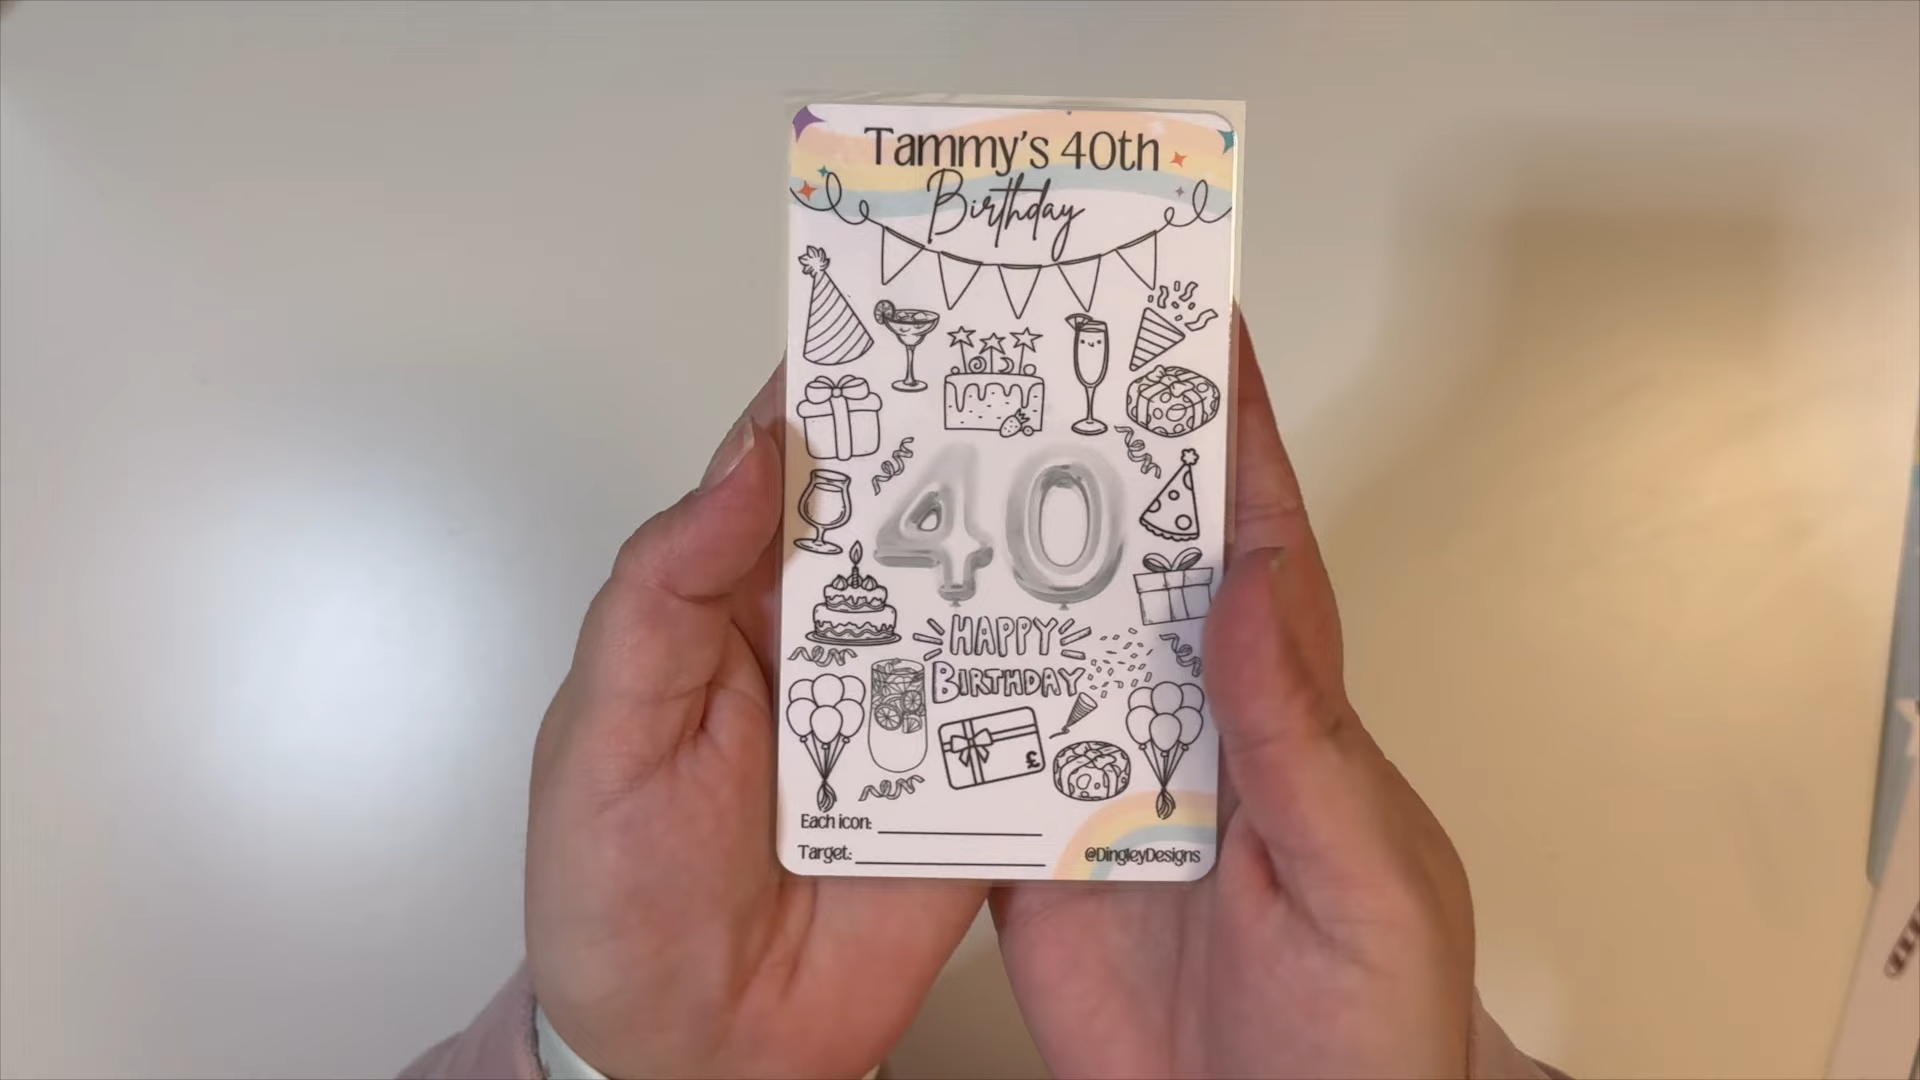 Tammy's 40th
Birthday
40
HAPPY
BIRTHDAY
£
Each icon:
Target:
@DingleyDesigns